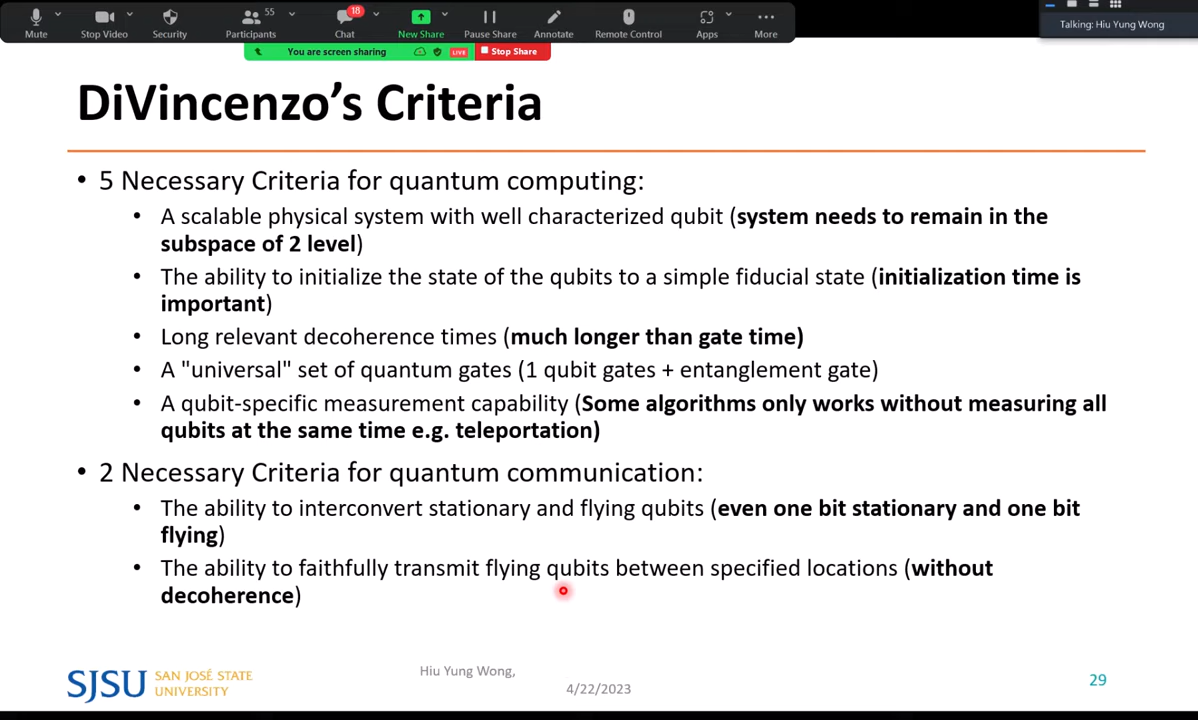 55
18
Mute
Stop Video
Security
Participants
Chat
New Share
Pause Share
Annotate
Remote Control
Apps
More
Talking: Hiu Yung Wong
You are screen sharing
LIVE
Stop Share
DiVincenzo's Criteria
• 5 Necessary Criteria for quantum computing:
• A scalable physical system with well characterized qubit (system needs to remain in the
subspace of 2 level)
• The ability to initialize the state of the qubits to a simple fiducial state (initialization time is
important)
• Long relevant decoherence times (much longer than gate time)
• A "universal" set of quantum gates (1 qubit gates + entanglement gate)
• A qubit-specific measurement capability (Some algorithms only works without measuring all
qubits at the same time e.g. teleportation)
• 2 Necessary Criteria for quantum communication:
• The ability to interconvert stationary and flying qubits (even one bit stationary and one bit
flying)
• The ability to faithfully transmit flying qubits between specified locations (without
decoherence)
SJSU SAN JOSÉ STATE
UNIVERSITY
Hiu Yung Wong,
4/22/2023
29